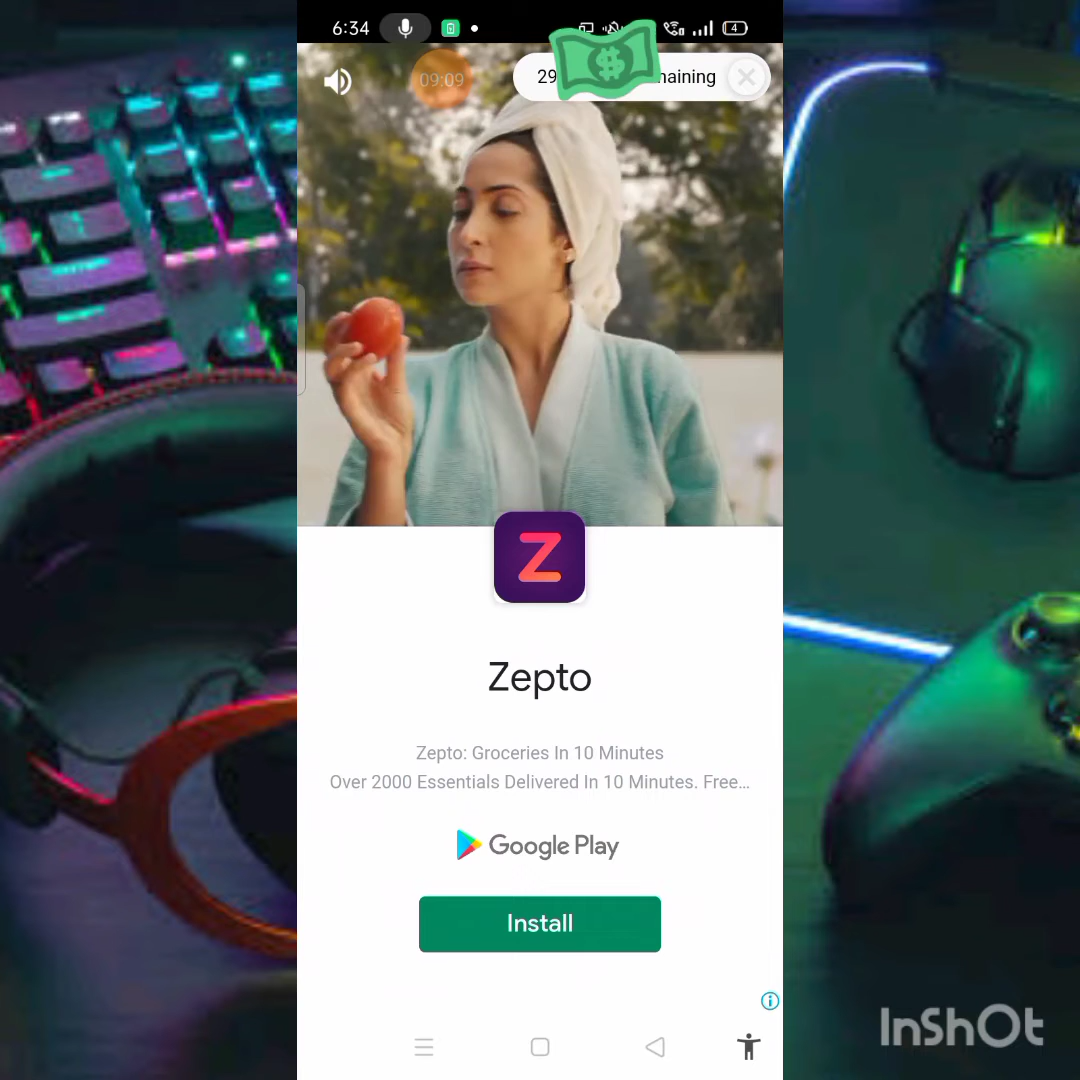 6:34
4
09:09
29
Z
Zepto
Zepto: Groceries In 10 Minutes
Over 2000 Essentials Delivered In 10 Minutes. Free...
Google Play
Install
InShOt